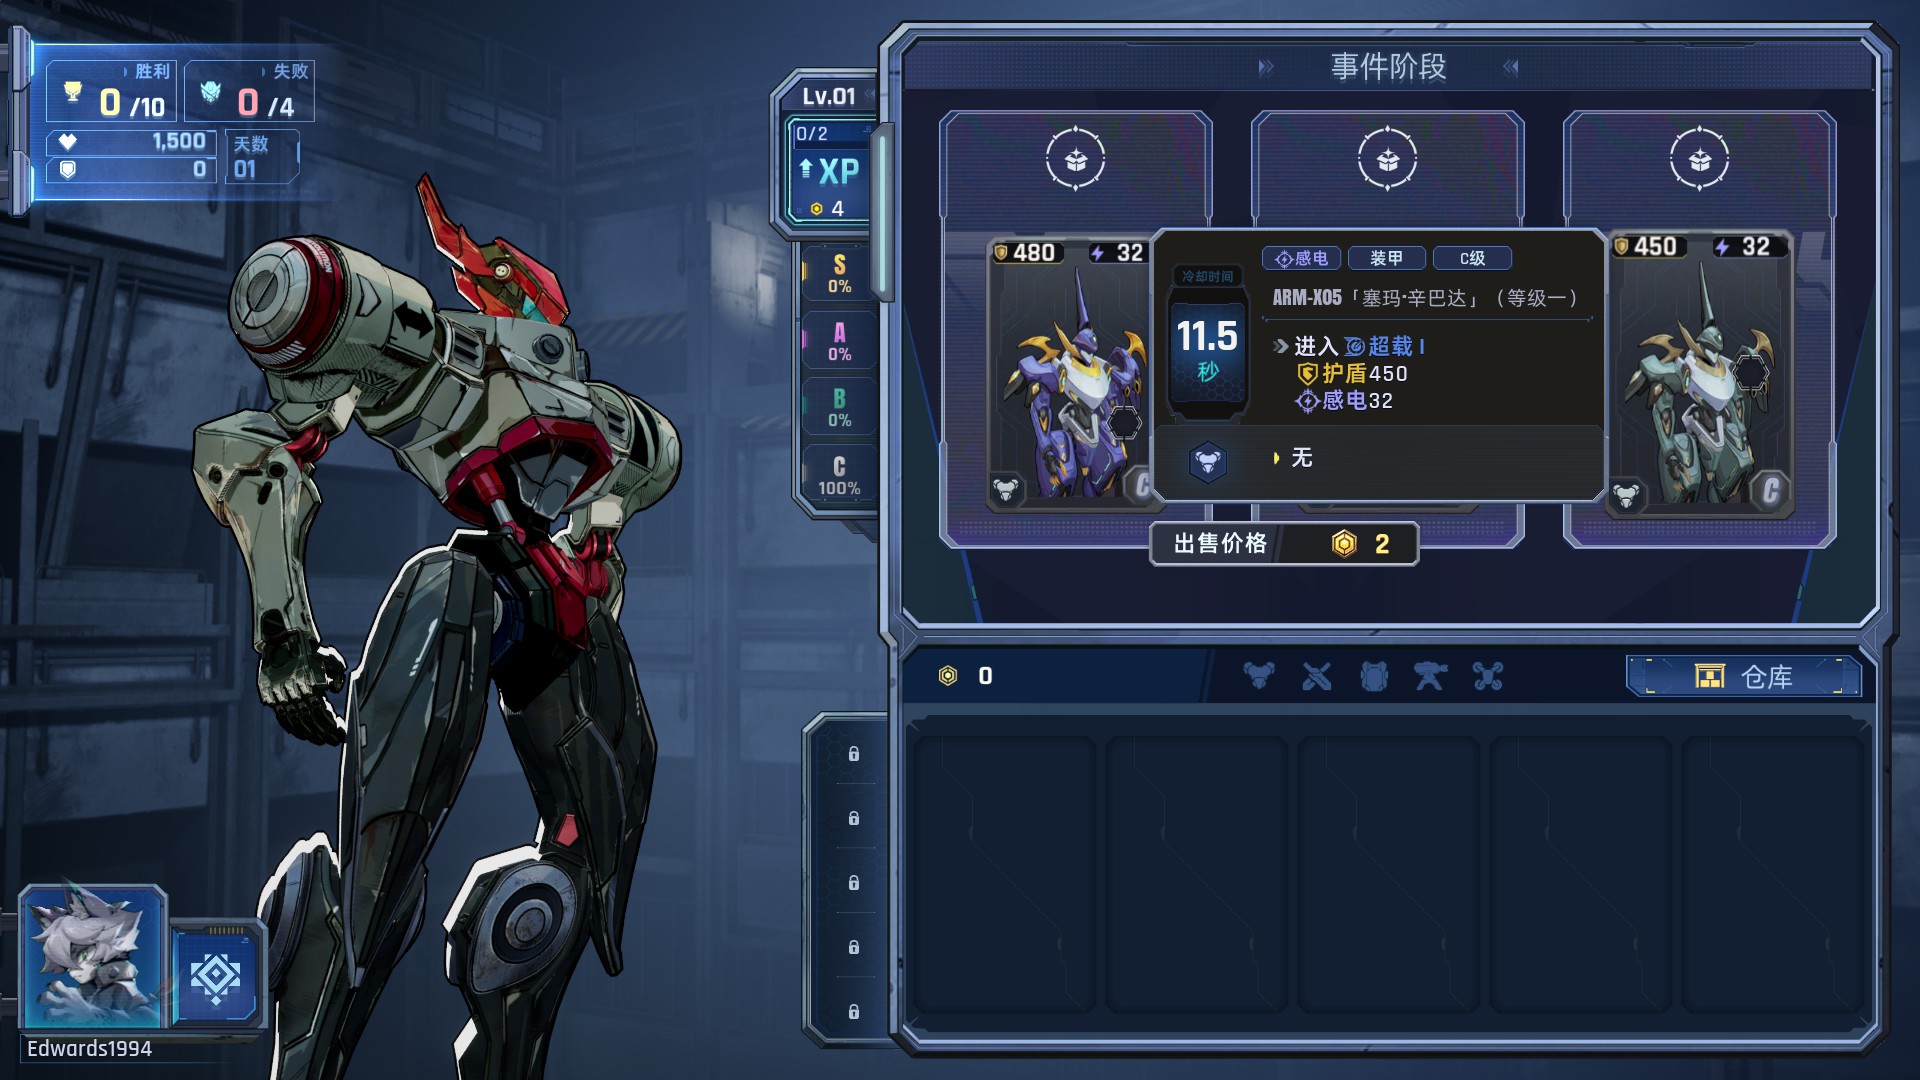 胜利
0/10
失败
0/4
1,500
0
天数
01
Lv.01
0/2
XP
4
S
0%
A
0%
B
0%
C
100%
事件阶段
480
32
C
450
32
C
冷却时间
11.5
秒
感电
装甲
C级
ARM-X05「塞玛·辛巴达」（等级一）
进入超载 I
护盾450
感电32
无
出售价格
2
0
仓库
Edwards1994